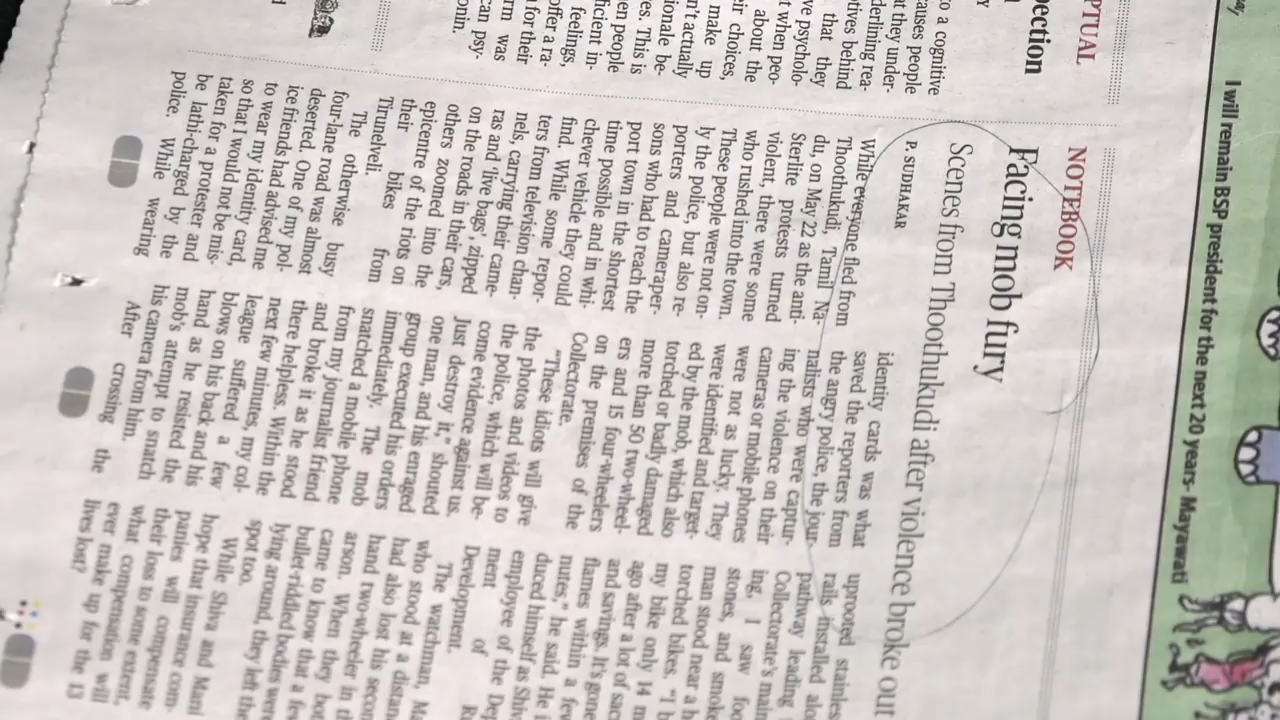 I will remain BSP president for the next 20 years- Mayawati
PTUAL
to a cognitive
causes people
at they under-
derlining rea-
tives behind
that they
ve psycholo-
t when peo-
about the
ir choices,
make up
n't actually
ionale be-
es. This is
en people
ficient in-
feelings,
offer a ra-
for their
rm was
can psy-
onin.
NOTEBOOK
Facing mob fury
Scenes from Thoothukudi after violence broke out
P. SUDHAKAR
While everyone fled from
Thoothukudi, Tamil Na-
du, on May 22 as the anti-
Sterlite protests turned
violent, there were some
who rushed into the town.
These people were not on-
ly the police, but also re-
porters and cameraper-
sons who had to reach the
port town in the shortest
time possible and in whi-
chever vehicle they could
find. While some repor-
ters from television chan-
nels, carrying their came-
ras and 'live bags', zipped
on the roads in their cars,
others zoomed into the
epicentre of the riots on
their bikes from
Tirunelveli.
The otherwise busy
four-lane road was almost
deserted. One of my pol-
ice friends had advised me
to wear my identity card,
so that I would not be mis-
taken for a protester and
be lathi-charged by the
police. While wearing
identity cards was what
saved the reporters from
the angry police, the jour-
nalists who were captur-
ing the violence on their
cameras or mobile phones
were not as lucky. They
were identified and target-
ed by the mob, which also
torched or badly damaged
more than 50 two-wheel-
ers and 15 four-wheelers
on the premises of the
Collectorate.
"These idiots will give
the photos and videos to
the police, which will be-
come evidence against us.
Just destroy it," shouted
one man, and his enraged
group executed his orders
immediately. The mob
snatched a mobile phone
from my journalist friend
and broke it as he stood
there helpless. Within the
next few minutes, my col-
league suffered a few
blows on his back and his
hand as he resisted the
mob's attempt to snatch
his camera from him.
After crossing the
uprooted stainles
rails installed alo
pathway leading
Collectorate's main
ing, I saw foo
stones, and smoke
man stood near a h
torched bikes. "I b
my bike only 14 m
ago after a lot of sac
and savings. It's gone
flames within a few
nutes," he said. He i
duced himself as Shiv
employee of the Dep
ment of R
Development.
The watchman, Ma
who stood at a distan
had also lost his secon
hand two-wheeler in th
arson. When they bot
came to know that a fe
bullet-riddled bodies were
lying around, they left the
spot too.
While Shiva and Mani
hope that insurance com-
panies will compensate
their loss to some extent,
what compensation will
ever make up for the 13
lives lost?